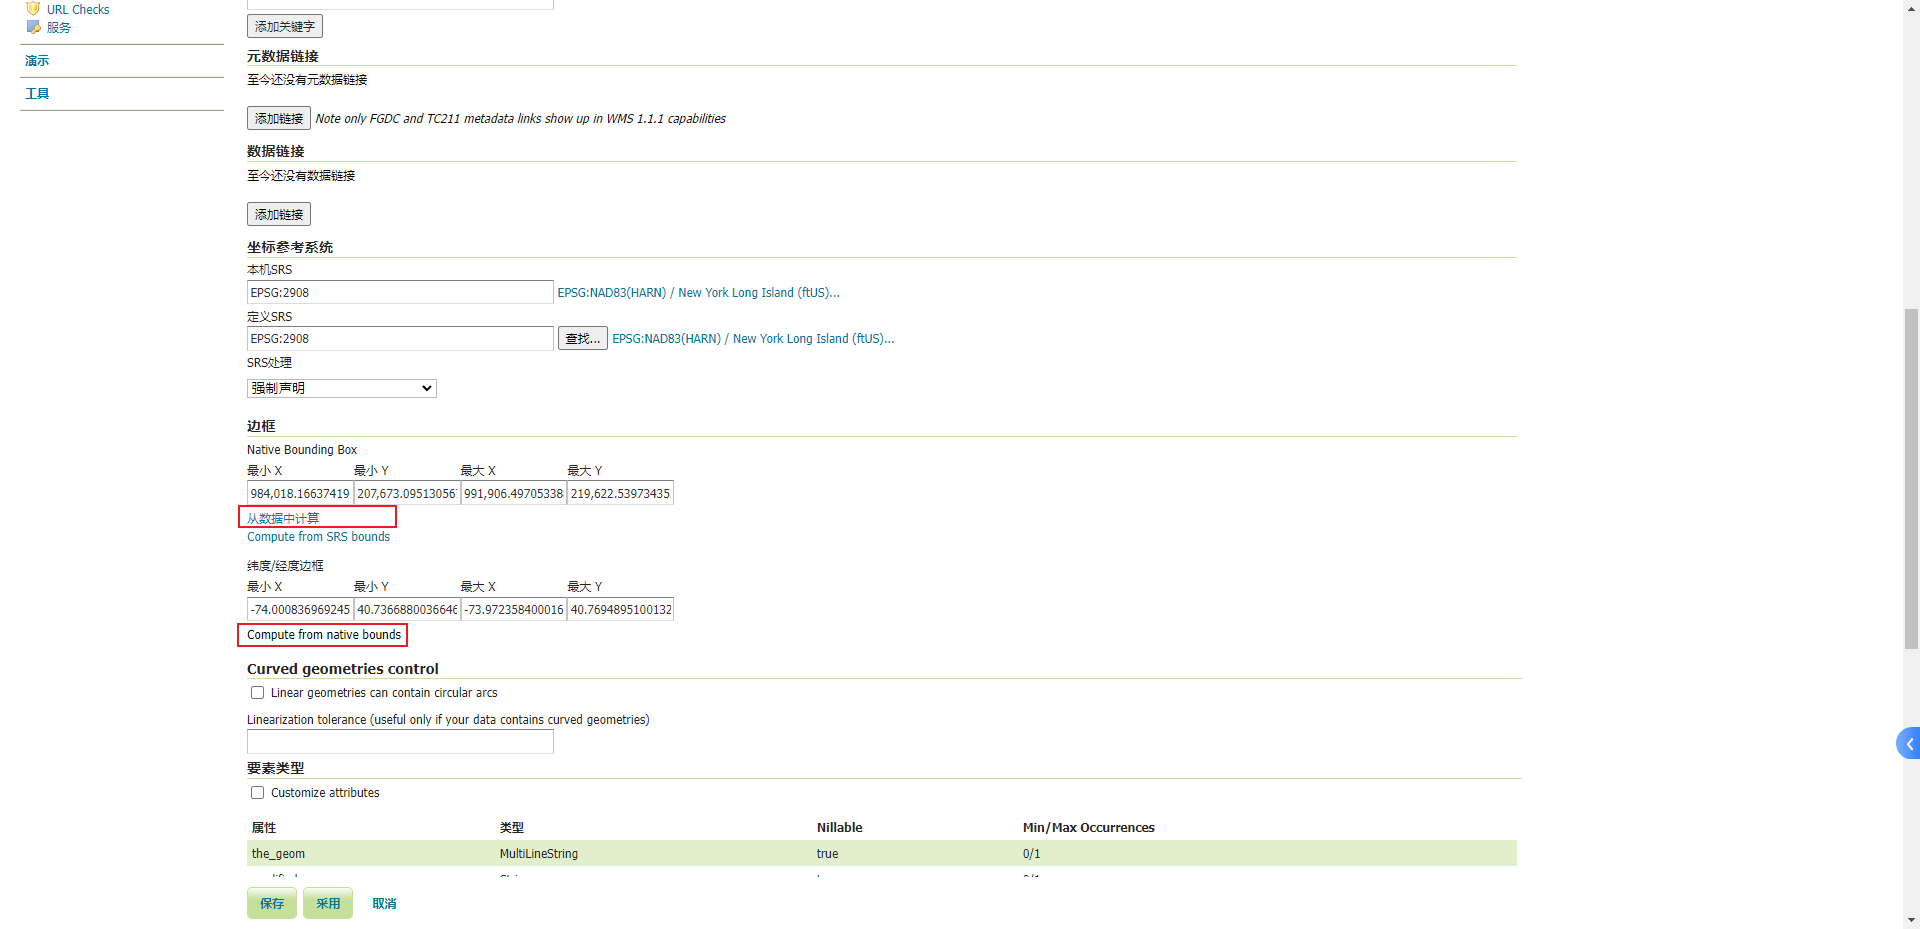 URL Checks
服务
演示
工具
添加关键字
元数据链接
至今还没有元数据链接
添加链接 Note only FGDC and TC211 metadata links show up in WMS 1.1.1 capabilities
数据链接
至今还没有数据链接
添加链接
坐标参考系统
本机SRS
EPSG:2908 EPSG:NAD83(HARN) / New York Long Island (ftUS)...
定义SRS
EPSG:2908 查找... EPSG:NAD83(HARN) / New York Long Island (ftUS)...
SRS处理
强制声明
边框
Native Bounding Box
最小 X 最小 Y 最大 X 最大 Y
984,018.16637419 207,673.095130567 991,906.49705338 219,622.53973435
从数据中计算
Compute from SRS bounds
纬度/经度边框
最小 X 最小 Y 最大 X 最大 Y
-74.000836969245 40.7366880036646 -73.972358400016 40.7694895100132
Compute from native bounds
Curved geometries control
Linear geometries can contain circular arcs
Linearization tolerance (useful only if your data contains curved geometries)
要素类型
Customize attributes
属性 类型 Nillable Min/Max Occurrences
the_geom MultiLineString true 0/1
保存 采用 取消